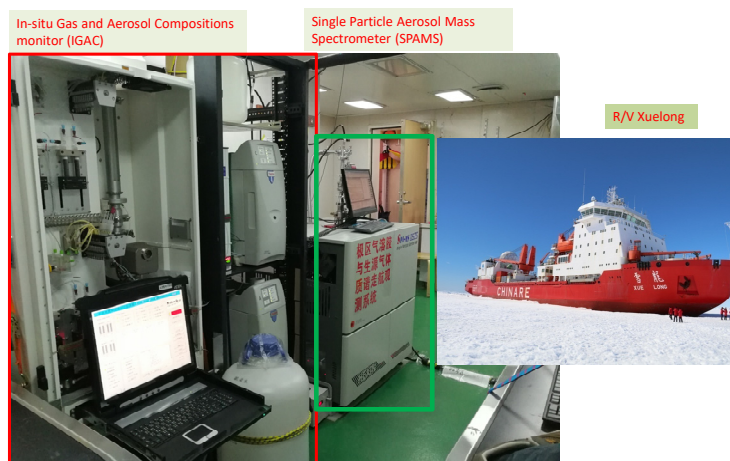 In-situ Gas and Aerosol Compositions
monitor (IGAC)
Single Particle Aerosol Mass
Spectrometer (SPAMS)
R/V Xuelong
极区气溶胶
与生源气体
质谱走航观
测系统
CHINARE
雪龍
XUE LONG